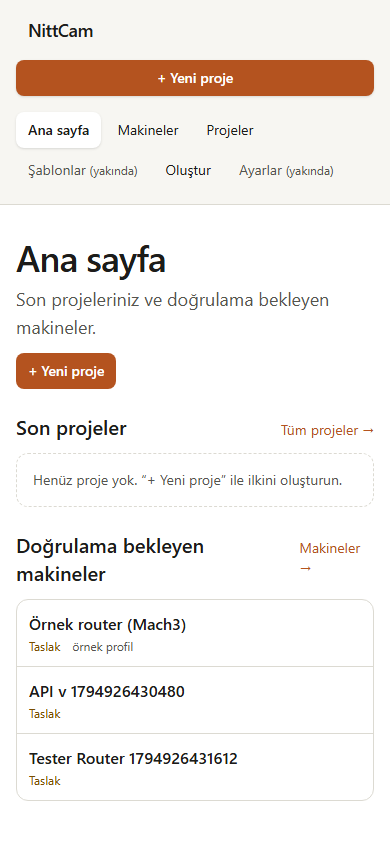 NittCam
+ Yeni proje
Ana sayfa Makineler Projeler
Şablonlar (yakında) Oluştur Ayarlar (yakında)
Ana sayfa
Son projeleriniz ve doğrulama bekleyen
makineler.
+ Yeni proje
Son projeler Tüm projeler →
Henüz proje yok. “+ Yeni proje” ile ilkini oluşturun.
Doğrulama bekleyen
makineler
Makineler
→
Örnek router (Mach3)
Taslak örnek profil
API v 1794926430480
Taslak
Tester Router 1794926431612
Taslak